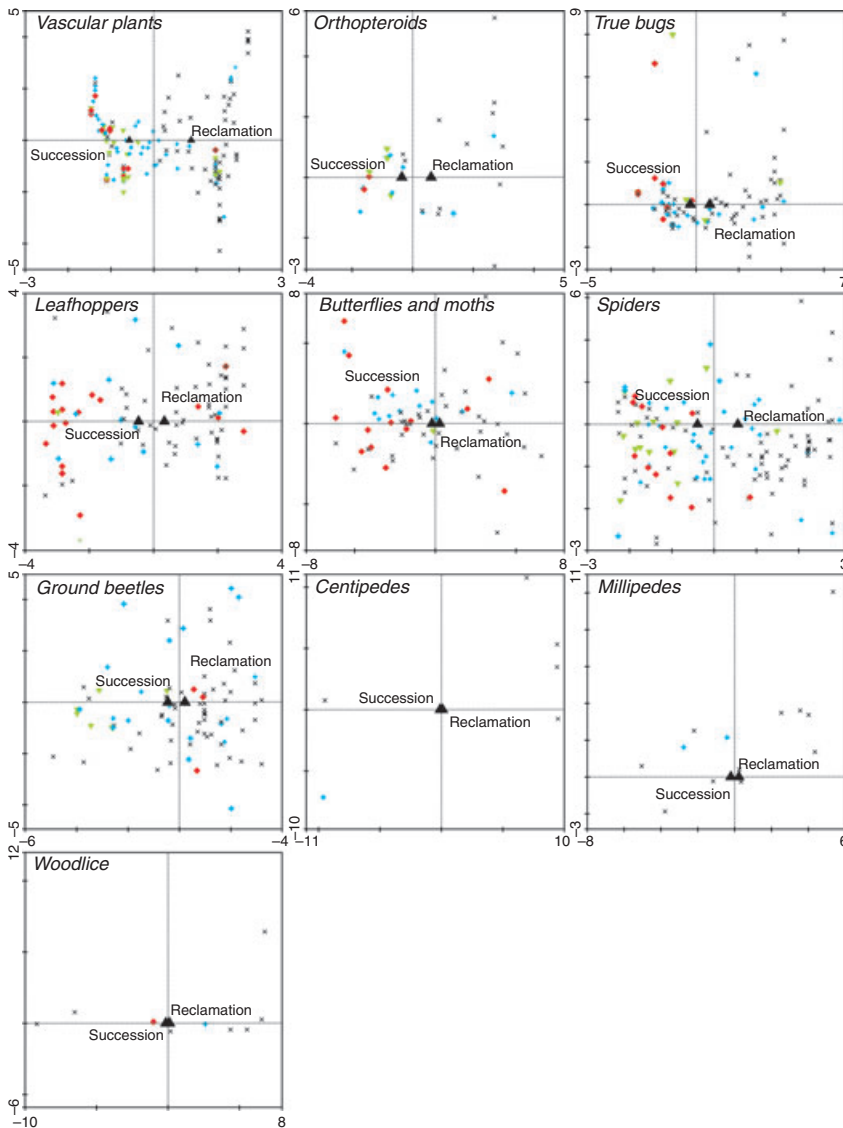 Vascular plants
5
Succession
Reclamation
−5
−3
3
Orthopteroids
6
Succession
Reclamation
−3
−4
5
True bugs
9
Succession
Reclamation
−3
−5
7
Leafhoppers
4
Succession
Reclamation
−4
−4
4
Butterflies and moths
8
Succession
Reclamation
−8
−8
8
Spiders
6
Succession
Reclamation
−3
−3
3
Ground beetles
5
Succession
Reclamation
−5
−6
−4
Centipedes
11
Succession
Reclamation
−10
−11
10
Millipedes
11
Succession
Reclamation
−3
−8
6
Woodlice
12
Succession
Reclamation
−6
−10
8